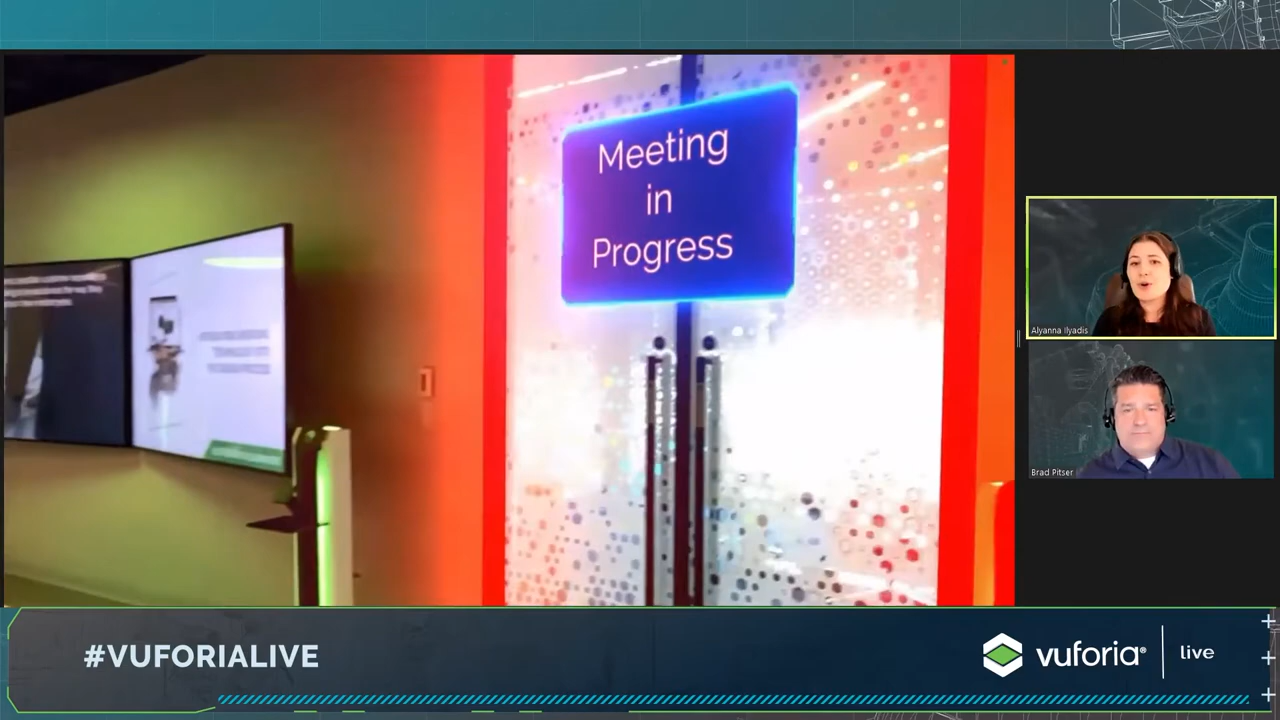 Meeting
in
Progress
Alyanna Ilyadis
Brad Pitser
#VUFORIALIVE
vuforia® live